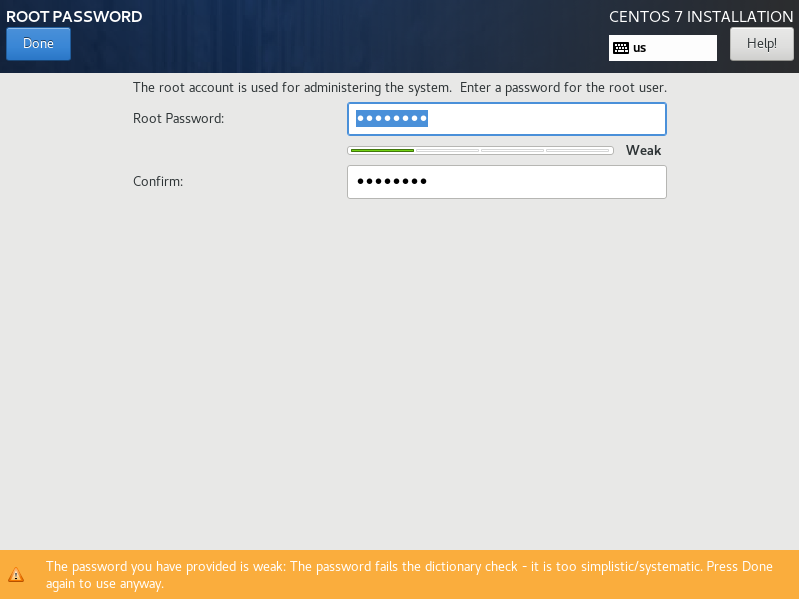 ROOT PASSWORD
CENTOS 7 INSTALLATION
Done
us
Help!
The root account is used for administering the system. Enter a password for the root user.
Root Password: ●●●●●●●●
Weak
Confirm: ●●●●●●●●
The password you have provided is weak: The password fails the dictionary check - it is too simplistic/systematic. Press Done
again to use anyway.